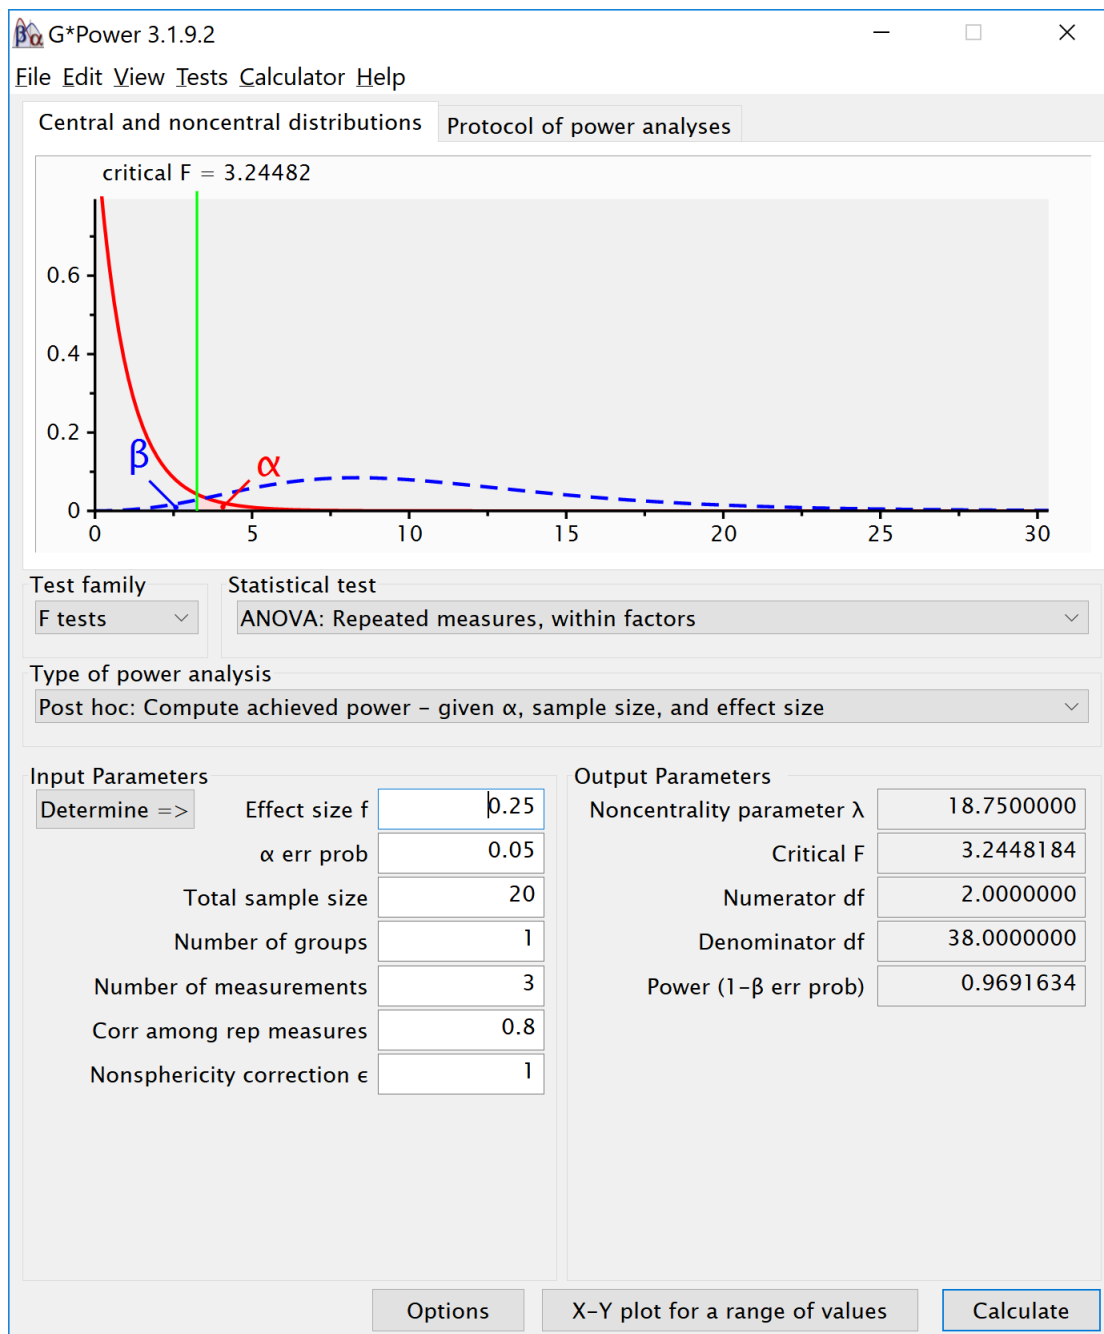 G*Power 3.1.9.2
File Edit View Tests Calculator Help
Central and noncentral distributions Protocol of power analyses
critical F = 3.24482
0.6
0.4
0.2
0
β
α
0 5 10 15 20 25 30
Test family Statistical test
F tests ANOVA: Repeated measures, within factors
Type of power analysis
Post hoc: Compute achieved power – given α, sample size, and effect size
Input Parameters Output Parameters
Determine => Effect size f 0.25 Noncentrality parameter λ 18.7500000
α err prob 0.05 Critical F 3.2448184
Total sample size 20 Numerator df 2.0000000
Number of groups 1 Denominator df 38.0000000
Number of measurements 3 Power (1–β err prob) 0.9691634
Corr among rep measures 0.8
Nonsphericity correction ϵ 1
Options X–Y plot for a range of values Calculate